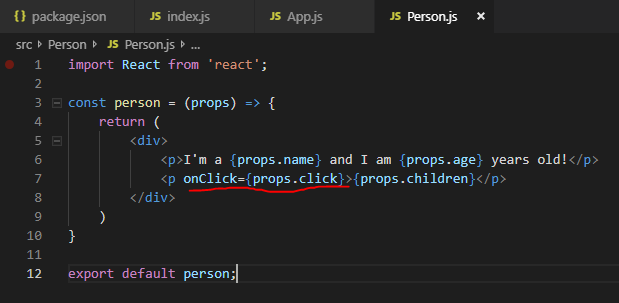 {} package.json JS index.js JS App.js JS Person.js ×
src > Person > JS Person.js > ...
1 import React from 'react';
2
3 const person = (props) => {
4 return (
5 <div>
6 <p>I'm a {props.name} and I am {props.age} years old!</p>
7 <p onClick={props.click}>{props.children}</p>
8 </div>
9 )
10 }
11
12 export default person;